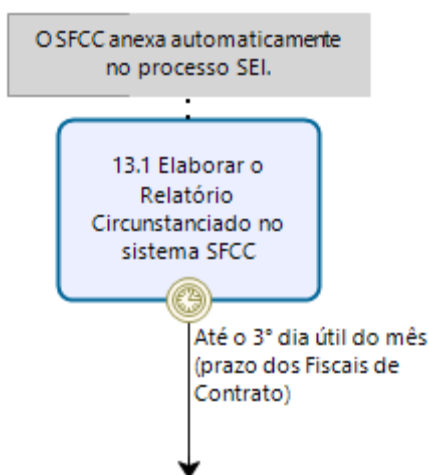 O SFCC anexa automaticamente
no processo SEI.
13.1 Elaborar o
Relatório
Circunstanciado no
sistema SFCC
Até o 3° dia útil do mês
(prazo dos Fiscais de
Contrato)